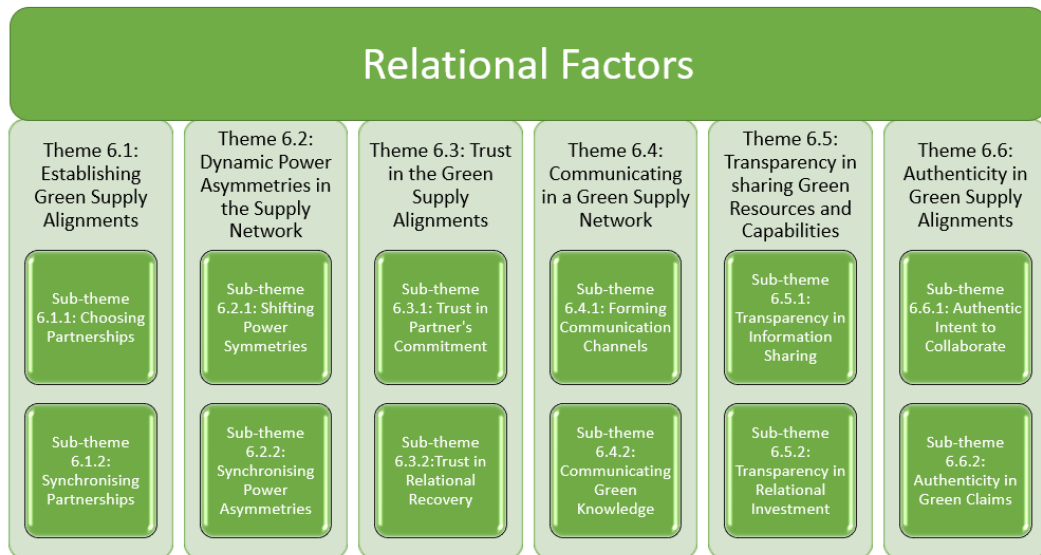 Relational Factors
Theme 6.1:
Establishing
Green Supply
Alignments
Sub-theme
6.1.1: Choosing
Partnerships
Sub-theme
6.1.2:
Synchronising
Partnerships
Theme 6.2:
Dynamic Power
Asymmetries in
the Supply
Network
Sub-theme
6.2.1: Shifting
Power
Symmetries
Sub-theme
6.2.2:
Synchronising
Power
Asymmetries
Theme 6.3: Trust
in the Green
Supply
Alignments
Sub-theme
6.3.1: Trust in
Partner's
Commitment
Sub-theme
6.3.2:Trust in
Relational
Recovery
Theme 6.4:
Communicating
in a Green Supply
Network
Sub-theme
6.4.1: Forming
Communication
Channels
Sub-theme
6.4.2:
Communicating
Green
Knowledge
Theme 6.5:
Transparency in
sharing Green
Resources and
Capabilities
Sub-theme
6.5.1:
Transparency in
Information
Sharing
Sub-theme
6.5.2:
Transparency in
Relational
Investment
Theme 6.6:
Authenticity in
Green Supply
Alignments
Sub-theme
6.6.1: Authentic
Intent to
Collaborate
Sub-theme
6.6.2:
Authenticity in
Green Claims